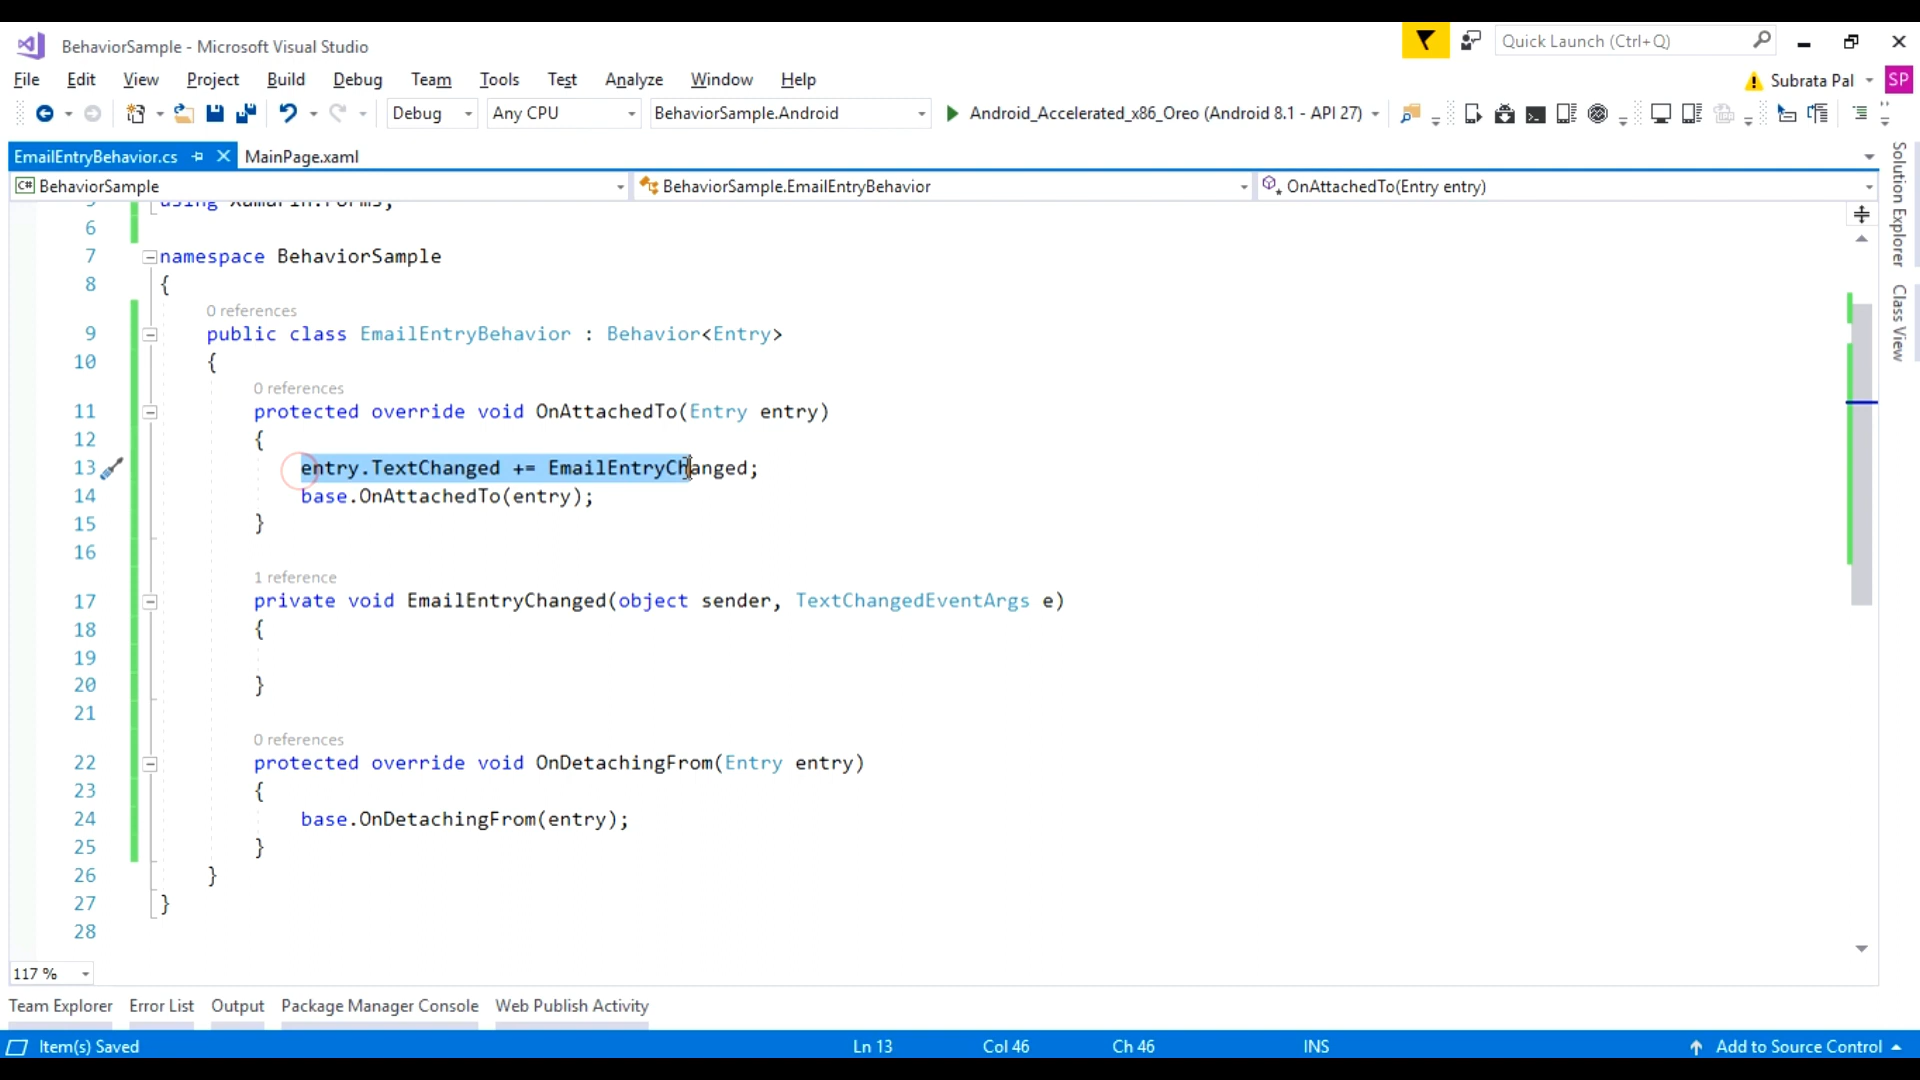 BehaviorSample - Microsoft Visual Studio
Quick Launch (Ctrl+Q)
File Edit View Project Build Debug Team Tools Test Analyze Window Help
Subrata Pal SP
Debug Any CPU BehaviorSample.Android Android_Accelerated_x86_Oreo (Android 8.1 - API 27)
EmailEntryBehavior.cs MainPage.xaml
C# BehaviorSample BehaviorSample.EmailEntryBehavior OnAttachedTo(Entry entry)
Solution Explorer
Class View
5 using Xamarin.Forms;
6
7 namespace BehaviorSample
8 {
0 references
9 public class EmailEntryBehavior : Behavior<Entry>
10 {
0 references
11 protected override void OnAttachedTo(Entry entry)
12 {
13 entry.TextChanged += EmailEntryChanged;
14 base.OnAttachedTo(entry);
15 }
16
1 reference
17 private void EmailEntryChanged(object sender, TextChangedEventArgs e)
18 {
19
20 }
21
0 references
22 protected override void OnDetachingFrom(Entry entry)
23 {
24 base.OnDetachingFrom(entry);
25 }
26 }
27 }
28
117 %
Team Explorer Error List Output Package Manager Console Web Publish Activity
Item(s) Saved Ln 13 Col 46 Ch 46 INS Add to Source Control